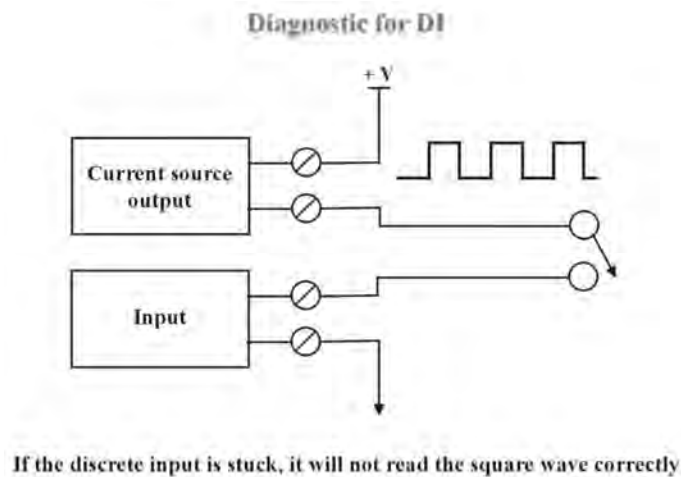 Diagnostic for DI
+ V
Current source
output
Input
If the discrete input is stuck, it will not read the square wave correctly